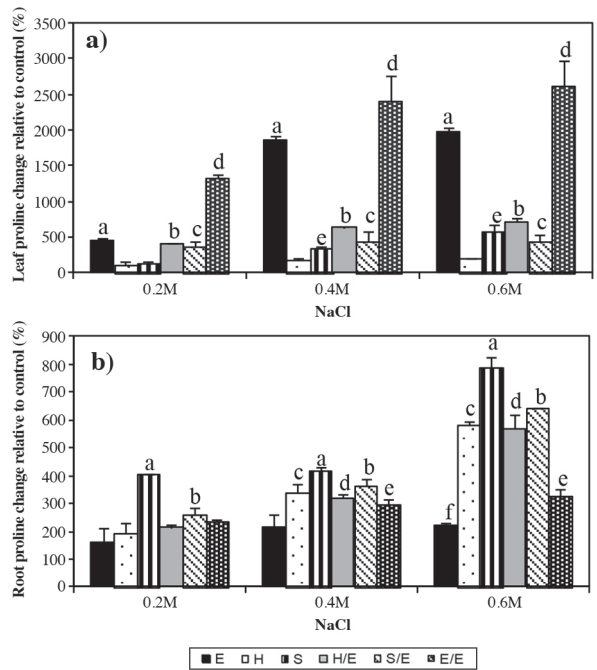 Leaf proline change relative to control (%)
a)
3500
3000
2500
2000
1500
1000
500
0
a
b
c
d
a
e
b
c
d
a
e
b
c
d
0.2M
0.4M
0.6M
NaCl
Root proline change relative to control (%)
b)
900
800
700
600
500
400
300
200
100
0
a
b
c
a
d
b
e
f
c
a
d
b
e
0.2M
0.4M
0.6M
NaCl
E H S H/E S/E E/E